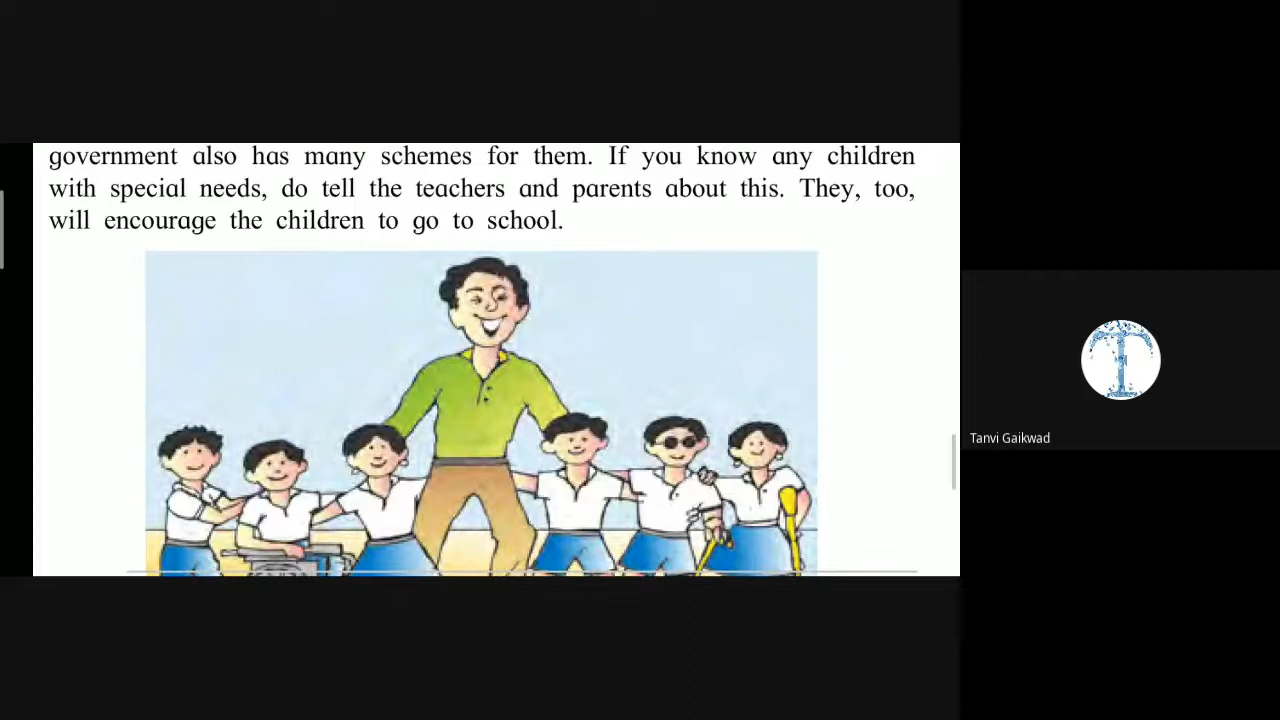 government also has many schemes for them. If you know any children
with special needs, do tell the teachers and parents about this. They, too,
will encourage the children to go to school.
Tanvi Gaikwad